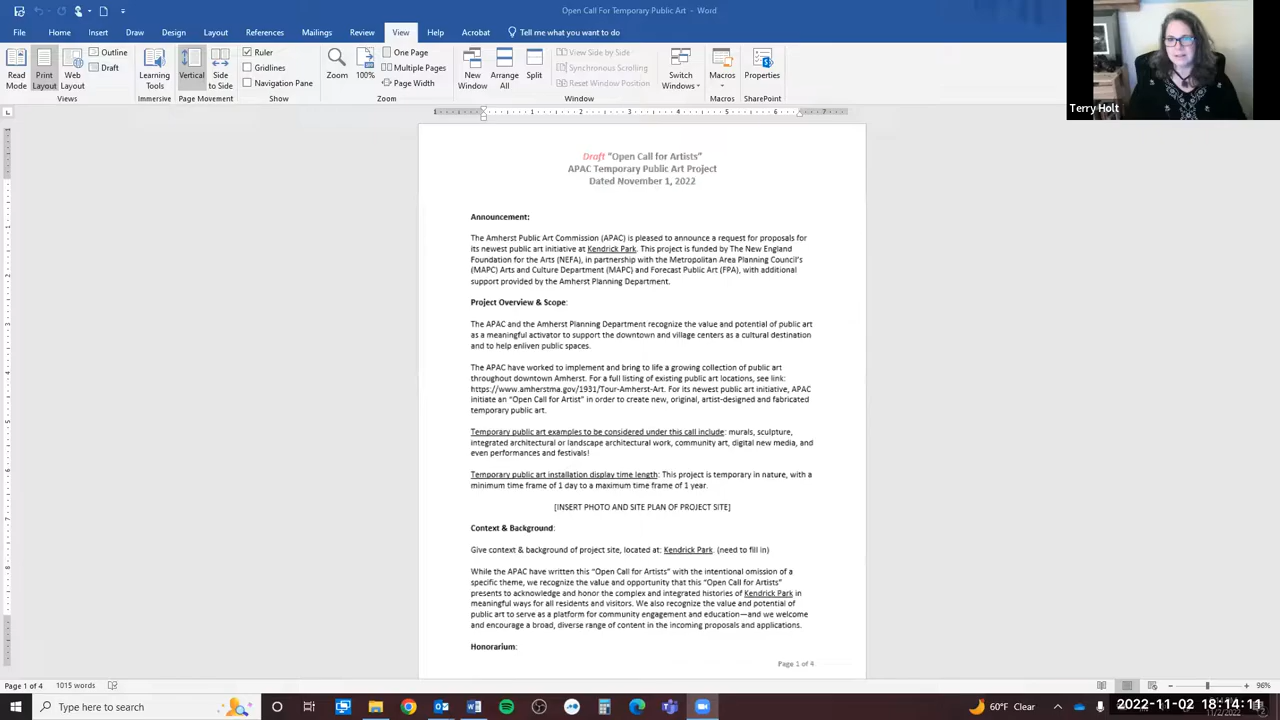 Open Call For Temporary Public Art - Word
File Home Insert Draw Design Layout References Mailings Review View Help Acrobat Tell me what you want to do
Read Mode
Print Layout
Web Layout
Outline
Draft
Views
Learning Tools
Immersive
Vertical
Side to Side
Page Movement
Ruler
Gridlines
Navigation Pane
Show
Zoom
100%
One Page
Multiple Pages
Page Width
Zoom
New Window
Arrange All
Split
View Side by Side
Synchronous Scrolling
Reset Window Position
Window
Switch Windows
Macros
Macros
Properties
SharePoint
Terry Holt
Draft "Open Call for Artists"
APAC Temporary Public Art Project
Dated November 1, 2022
Announcement:
The Amherst Public Art Commission (APAC) is pleased to announce a request for proposals for
its newest public art initiative at Kendrick Park. This project is funded by The New England
Foundation for the Arts (NEFA), in partnership with the Metropolitan Area Planning Council's
(MAPC) Arts and Culture Department (MAPC) and Forecast Public Art (FPA), with additional
support provided by the Amherst Planning Department.
Project Overview & Scope:
The APAC and the Amherst Planning Department recognize the value and potential of public art
as a meaningful activator to support the downtown and village centers as a cultural destination
and to help enliven public spaces.
The APAC have worked to implement and bring to life a growing collection of public art
throughout downtown Amherst. For a full listing of existing public art locations, see link:
https://www.amherstma.gov/1931/Tour-Amherst-Art. For its newest public art initiative, APAC
initiate an "Open Call for Artist" in order to create new, original, artist-designed and fabricated
temporary public art.
Temporary public art examples to be considered under this call include: murals, sculpture,
integrated architectural or landscape architectural work, community art, digital new media, and
even performances and festivals!
Temporary public art installation display time length: This project is temporary in nature, with a
minimum time frame of 1 day to a maximum time frame of 1 year.
[INSERT PHOTO AND SITE PLAN OF PROJECT SITE]
Context & Background:
Give context & background of project site, located at: Kendrick Park. (need to fill in)
While the APAC have written this "Open Call for Artists" with the intentional omission of a
specific theme, we recognize the value and opportunity that this "Open Call for Artists"
presents to acknowledge and honor the complex and integrated histories of Kendrick Park in
meaningful ways for all residents and visitors. We also recognize the value and potential of
public art to serve as a platform for community engagement and education—and we welcome
and encourage a broad, diverse range of content in the incoming proposals and applications.
Honorarium:
Page 1 of 4
Page 1 of 4 1015 words
96%
Type here to search
60°F Clear
2022-11-02 18:14:11